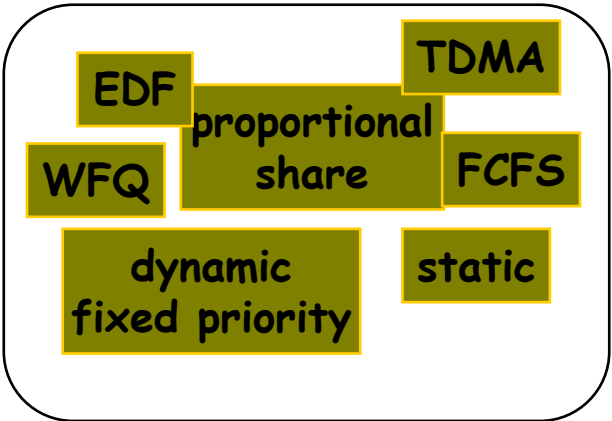 TDMA
EDF
proportional
share
WFQ
FCFS
dynamic
fixed priority
static